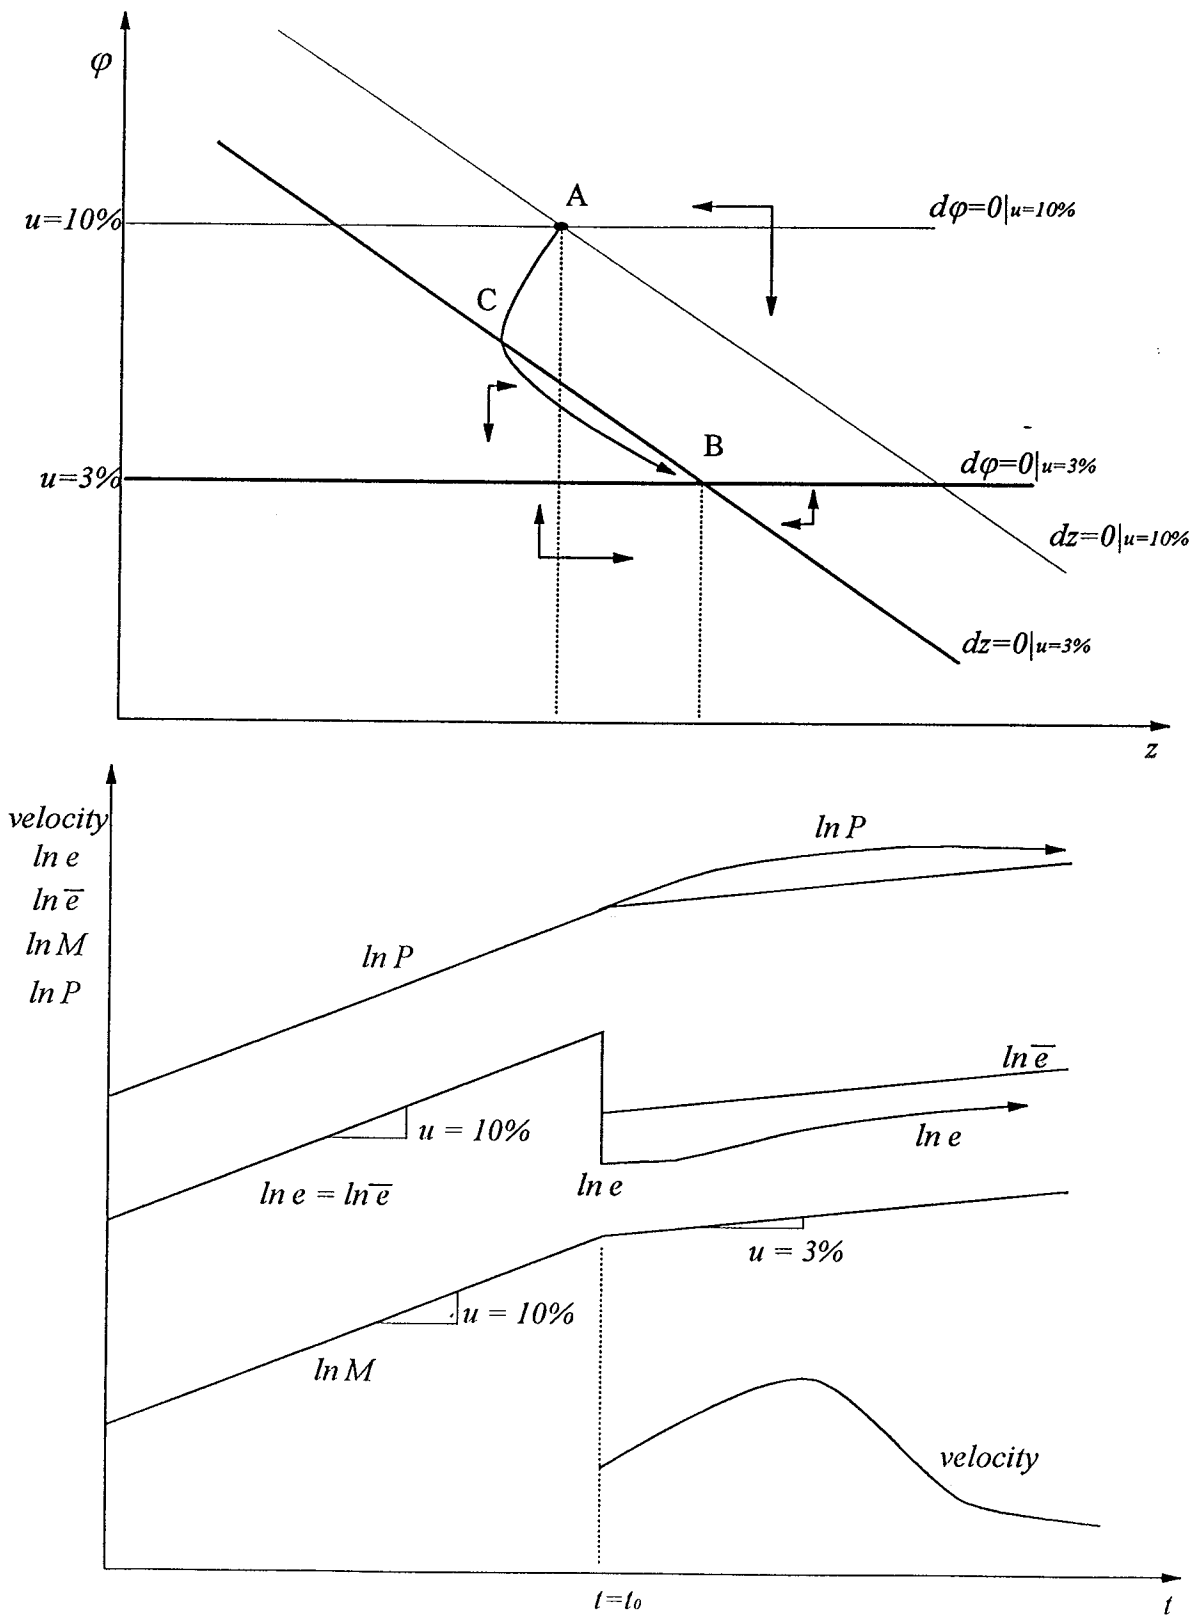 φ
A
u=10%
dφ=0|u=10%
C
B
u=3%
dφ=0|u=3%
dz=0|u=10%
dz=0|u=3%
z
velocity
ln e
ln e̅
ln M
ln P
ln P
ln P
ln e̅
u = 10%
ln e
ln e = ln e̅
ln e
u = 3%
u = 10%
ln M
velocity
t=t₀
t